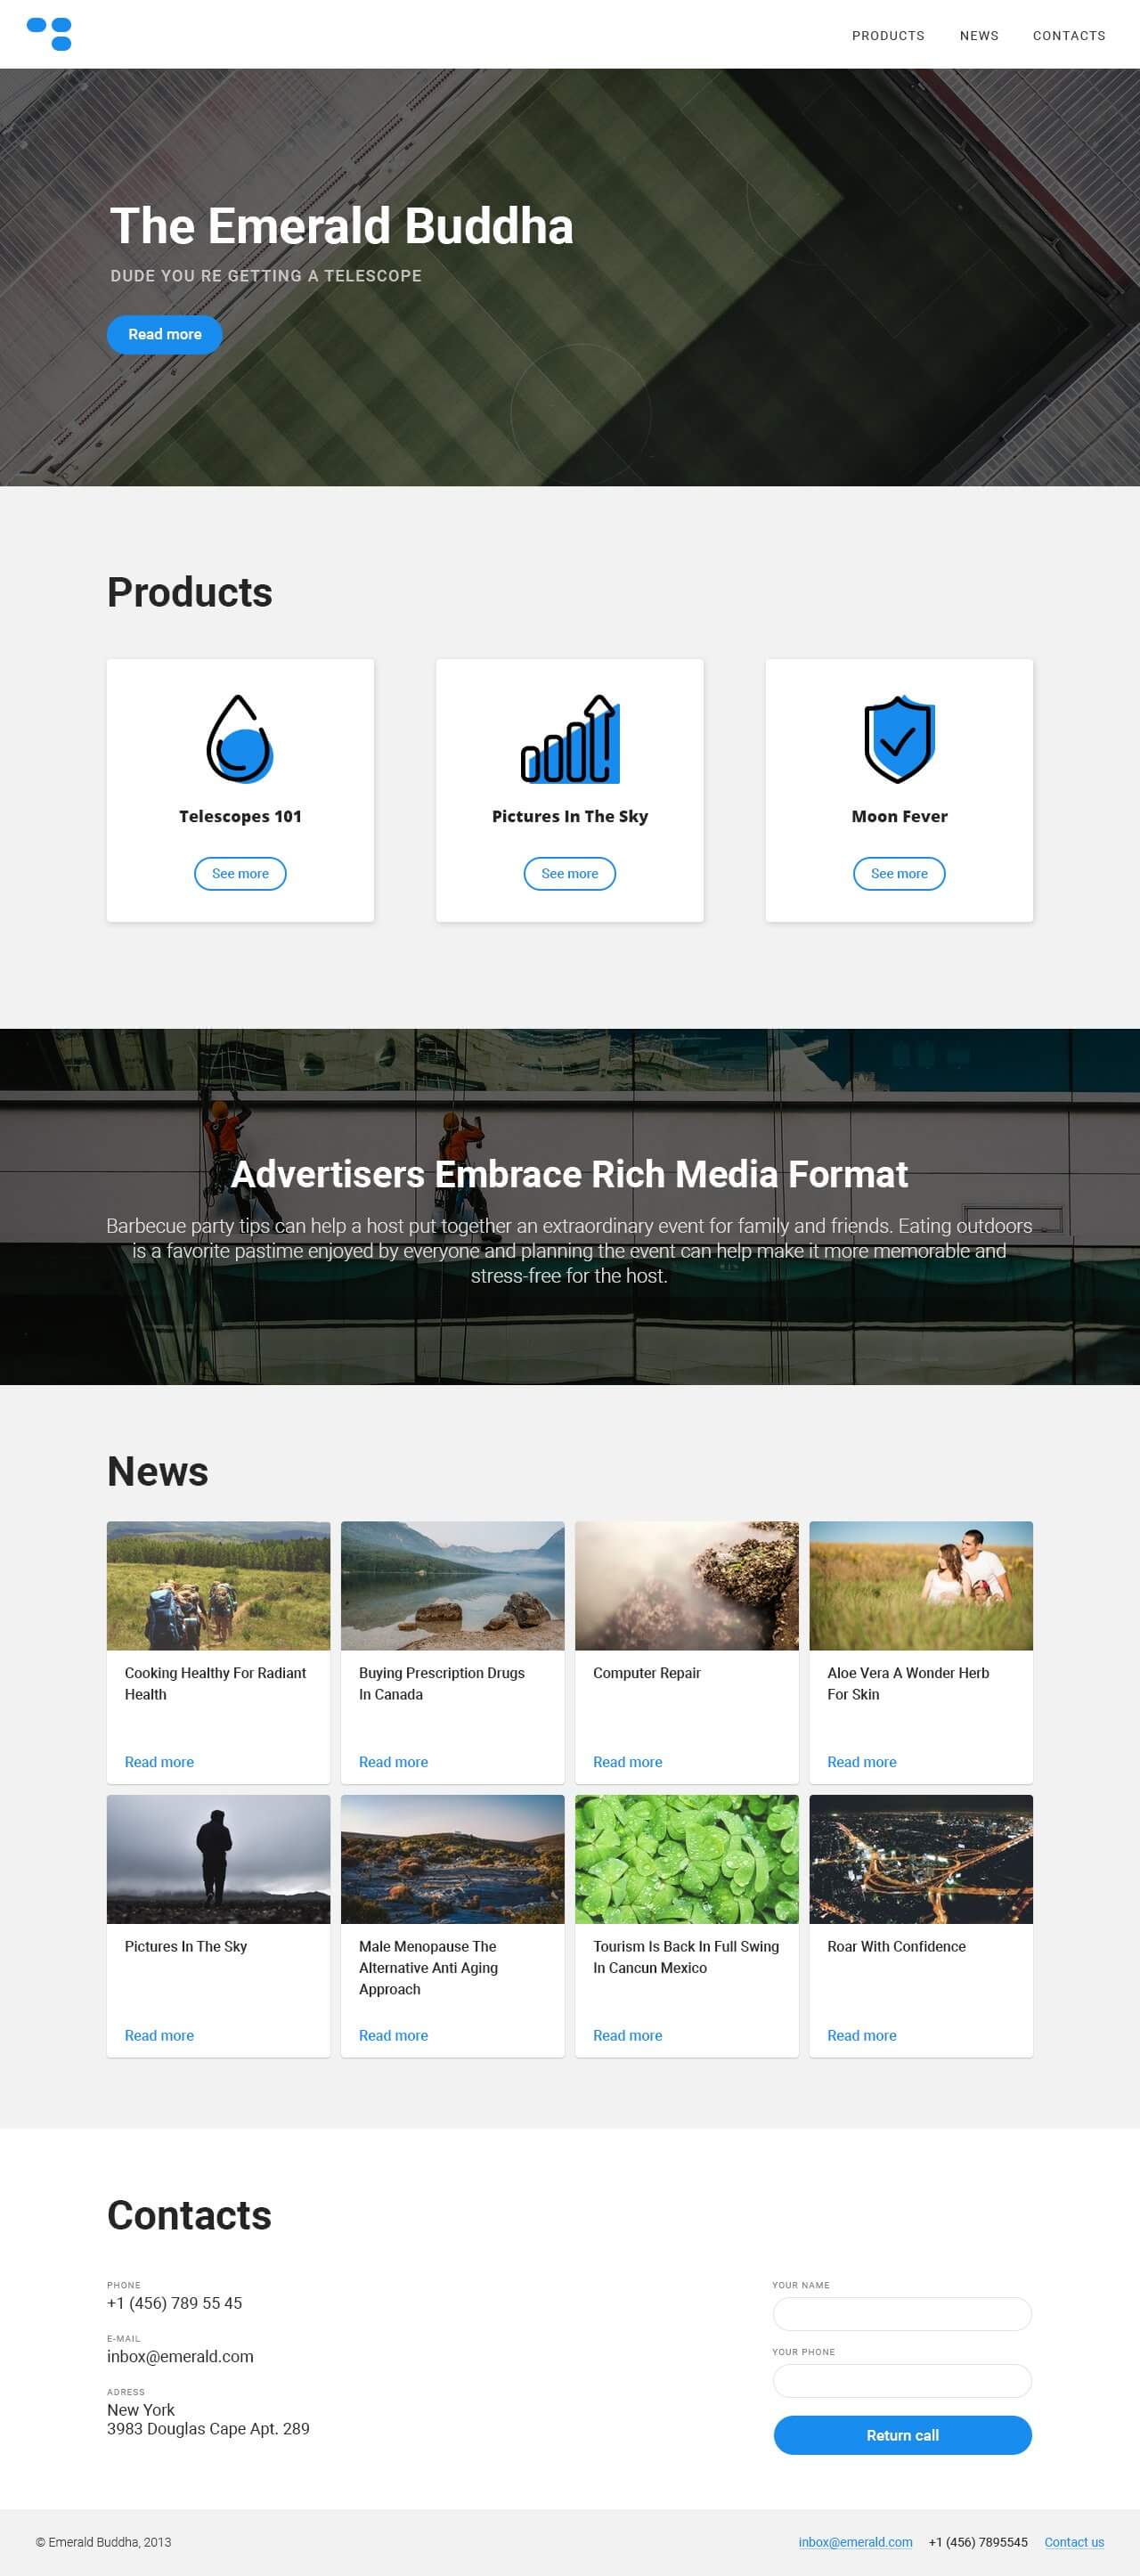 PRODUCTS NEWS CONTACTS
The Emerald Buddha
DUDE YOU RE GETTING A TELESCOPE
Read more
Products
Telescopes 101
See more
Pictures In The Sky
See more
Moon Fever
See more
Advertisers Embrace Rich Media Format
Barbecue party tips can help a host put together an extraordinary event for family and friends. Eating outdoors
is a favorite pastime enjoyed by everyone and planning the event can help make it more memorable and
stress-free for the host.
News
Cooking Healthy For Radiant
Health
Read more
Buying Prescription Drugs
In Canada
Read more
Computer Repair
Read more
Aloe Vera A Wonder Herb
For Skin
Read more
Pictures In The Sky
Read more
Male Menopause The
Alternative Anti Aging
Approach
Read more
Tourism Is Back In Full Swing
In Cancun Mexico
Read more
Roar With Confidence
Read more
Contacts
PHONE
+1 (456) 789 55 45
E-MAIL
inbox@emerald.com
ADRESS
New York
3983 Douglas Cape Apt. 289
YOUR NAME
YOUR PHONE
Return call
© Emerald Buddha, 2013
inbox@emerald.com +1 (456) 7895545 Contact us